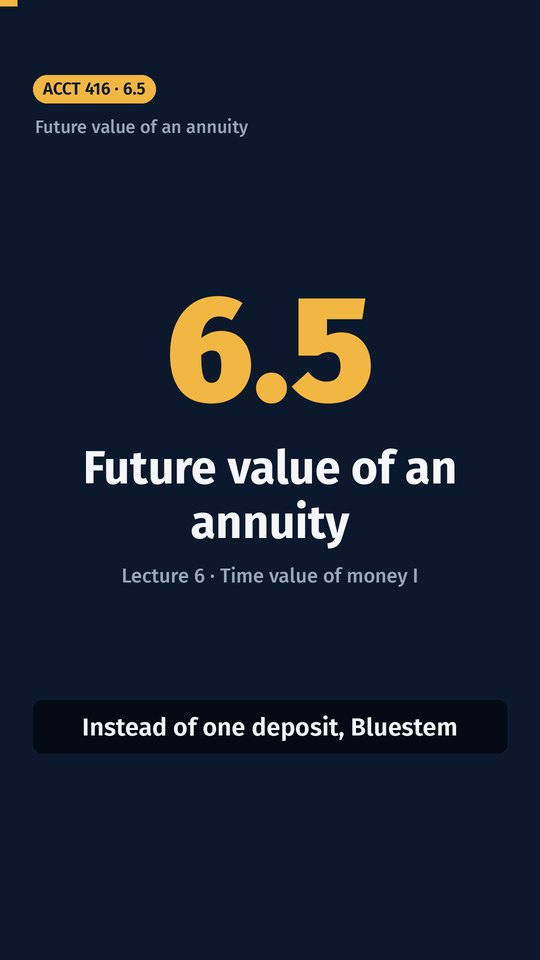 ACCT 416 · 6.5
Future value of an annuity
6.5
Future value of an
annuity
Lecture 6 · Time value of money I
Instead of one deposit, Bluestem